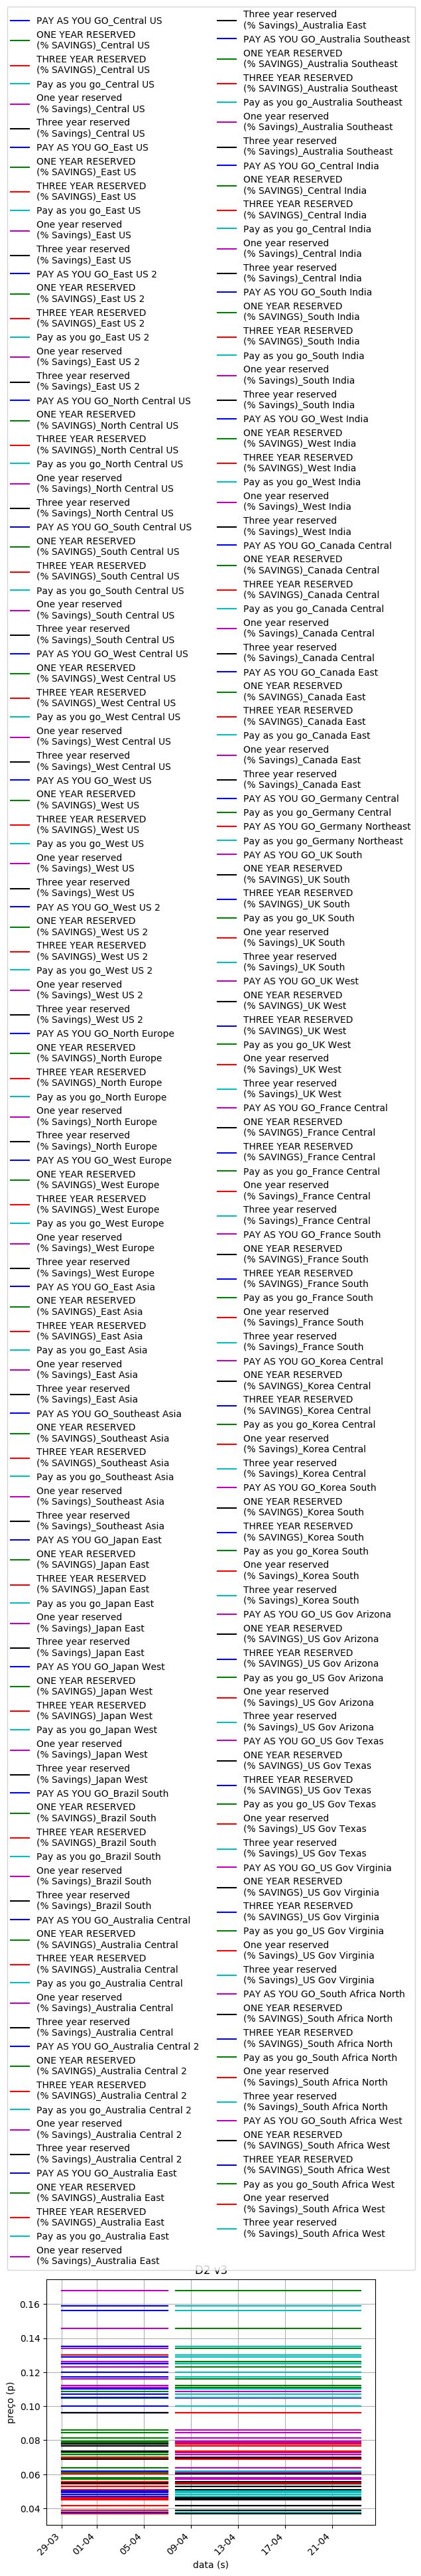 PAY AS YOU GO_Central US
ONE YEAR RESERVED
(% SAVINGS)_Central US
THREE YEAR RESERVED
(% SAVINGS)_Central US
Pay as you go_Central US
One year reserved
(% Savings)_Central US
Three year reserved
(% Savings)_Central US
PAY AS YOU GO_East US
ONE YEAR RESERVED
(% SAVINGS)_East US
THREE YEAR RESERVED
(% SAVINGS)_East US
Pay as you go_East US
One year reserved
(% Savings)_East US
Three year reserved
(% Savings)_East US
PAY AS YOU GO_East US 2
ONE YEAR RESERVED
(% SAVINGS)_East US 2
THREE YEAR RESERVED
(% SAVINGS)_East US 2
Pay as you go_East US 2
One year reserved
(% Savings)_East US 2
Three year reserved
(% Savings)_East US 2
PAY AS YOU GO_North Central US
ONE YEAR RESERVED
(% SAVINGS)_North Central US
THREE YEAR RESERVED
(% SAVINGS)_North Central US
Pay as you go_North Central US
One year reserved
(% Savings)_North Central US
Three year reserved
(% Savings)_North Central US
PAY AS YOU GO_South Central US
ONE YEAR RESERVED
(% SAVINGS)_South Central US
THREE YEAR RESERVED
(% SAVINGS)_South Central US
Pay as you go_South Central US
One year reserved
(% Savings)_South Central US
Three year reserved
(% Savings)_South Central US
PAY AS YOU GO_West Central US
ONE YEAR RESERVED
(% SAVINGS)_West Central US
THREE YEAR RESERVED
(% SAVINGS)_West Central US
Pay as you go_West Central US
One year reserved
(% Savings)_West Central US
Three year reserved
(% Savings)_West Central US
PAY AS YOU GO_West US
ONE YEAR RESERVED
(% SAVINGS)_West US
THREE YEAR RESERVED
(% SAVINGS)_West US
Pay as you go_West US
One year reserved
(% Savings)_West US
Three year reserved
(% Savings)_West US
PAY AS YOU GO_West US 2
ONE YEAR RESERVED
(% SAVINGS)_West US 2
THREE YEAR RESERVED
(% SAVINGS)_West US 2
Pay as you go_West US 2
One year reserved
(% Savings)_West US 2
Three year reserved
(% Savings)_West US 2
PAY AS YOU GO_North Europe
ONE YEAR RESERVED
(% SAVINGS)_North Europe
THREE YEAR RESERVED
(% SAVINGS)_North Europe
Pay as you go_North Europe
One year reserved
(% Savings)_North Europe
Three year reserved
(% Savings)_North Europe
PAY AS YOU GO_West Europe
ONE YEAR RESERVED
(% SAVINGS)_West Europe
THREE YEAR RESERVED
(% SAVINGS)_West Europe
Pay as you go_West Europe
One year reserved
(% Savings)_West Europe
Three year reserved
(% Savings)_West Europe
PAY AS YOU GO_East Asia
ONE YEAR RESERVED
(% SAVINGS)_East Asia
THREE YEAR RESERVED
(% SAVINGS)_East Asia
Pay as you go_East Asia
One year reserved
(% Savings)_East Asia
Three year reserved
(% Savings)_East Asia
PAY AS YOU GO_Southeast Asia
ONE YEAR RESERVED
(% SAVINGS)_Southeast Asia
THREE YEAR RESERVED
(% SAVINGS)_Southeast Asia
Pay as you go_Southeast Asia
One year reserved
(% Savings)_Southeast Asia
Three year reserved
(% Savings)_Southeast Asia
PAY AS YOU GO_Japan East
ONE YEAR RESERVED
(% SAVINGS)_Japan East
THREE YEAR RESERVED
(% SAVINGS)_Japan East
Pay as you go_Japan East
One year reserved
(% Savings)_Japan East
Three year reserved
(% Savings)_Japan East
PAY AS YOU GO_Japan West
ONE YEAR RESERVED
(% SAVINGS)_Japan West
THREE YEAR RESERVED
(% SAVINGS)_Japan West
Pay as you go_Japan West
One year reserved
(% Savings)_Japan West
Three year reserved
(% Savings)_Japan West
PAY AS YOU GO_Brazil South
ONE YEAR RESERVED
(% SAVINGS)_Brazil South
THREE YEAR RESERVED
(% SAVINGS)_Brazil South
Pay as you go_Brazil South
One year reserved
(% Savings)_Brazil South
Three year reserved
(% Savings)_Brazil South
PAY AS YOU GO_Australia Central
ONE YEAR RESERVED
(% SAVINGS)_Australia Central
THREE YEAR RESERVED
(% SAVINGS)_Australia Central
Pay as you go_Australia Central
One year reserved
(% Savings)_Australia Central
Three year reserved
(% Savings)_Australia Central
PAY AS YOU GO_Australia Central 2
ONE YEAR RESERVED
(% SAVINGS)_Australia Central 2
THREE YEAR RESERVED
(% SAVINGS)_Australia Central 2
Pay as you go_Australia Central 2
One year reserved
(% Savings)_Australia Central 2
Three year reserved
(% Savings)_Australia Central 2
PAY AS YOU GO_Australia East
ONE YEAR RESERVED
(% SAVINGS)_Australia East
THREE YEAR RESERVED
(% SAVINGS)_Australia East
Pay as you go_Australia East
One year reserved
(% Savings)_Australia East
Three year reserved
(% Savings)_Australia East
PAY AS YOU GO_Australia Southeast
ONE YEAR RESERVED
(% SAVINGS)_Australia Southeast
THREE YEAR RESERVED
(% SAVINGS)_Australia Southeast
Pay as you go_Australia Southeast
One year reserved
(% Savings)_Australia Southeast
Three year reserved
(% Savings)_Australia Southeast
PAY AS YOU GO_Central India
ONE YEAR RESERVED
(% SAVINGS)_Central India
THREE YEAR RESERVED
(% SAVINGS)_Central India
Pay as you go_Central India
One year reserved
(% Savings)_Central India
Three year reserved
(% Savings)_Central India
PAY AS YOU GO_South India
ONE YEAR RESERVED
(% SAVINGS)_South India
THREE YEAR RESERVED
(% SAVINGS)_South India
Pay as you go_South India
One year reserved
(% Savings)_South India
Three year reserved
(% Savings)_South India
PAY AS YOU GO_West India
ONE YEAR RESERVED
(% SAVINGS)_West India
THREE YEAR RESERVED
(% SAVINGS)_West India
Pay as you go_West India
One year reserved
(% Savings)_West India
Three year reserved
(% Savings)_West India
PAY AS YOU GO_Canada Central
ONE YEAR RESERVED
(% SAVINGS)_Canada Central
THREE YEAR RESERVED
(% SAVINGS)_Canada Central
Pay as you go_Canada Central
One year reserved
(% Savings)_Canada Central
Three year reserved
(% Savings)_Canada Central
PAY AS YOU GO_Canada East
ONE YEAR RESERVED
(% SAVINGS)_Canada East
THREE YEAR RESERVED
(% SAVINGS)_Canada East
Pay as you go_Canada East
One year reserved
(% Savings)_Canada East
Three year reserved
(% Savings)_Canada East
PAY AS YOU GO_Germany Central
Pay as you go_Germany Central
PAY AS YOU GO_Germany Northeast
Pay as you go_Germany Northeast
PAY AS YOU GO_UK South
ONE YEAR RESERVED
(% SAVINGS)_UK South
THREE YEAR RESERVED
(% SAVINGS)_UK South
Pay as you go_UK South
One year reserved
(% Savings)_UK South
Three year reserved
(% Savings)_UK South
PAY AS YOU GO_UK West
ONE YEAR RESERVED
(% SAVINGS)_UK West
THREE YEAR RESERVED
(% SAVINGS)_UK West
Pay as you go_UK West
One year reserved
(% Savings)_UK West
Three year reserved
(% Savings)_UK West
PAY AS YOU GO_France Central
ONE YEAR RESERVED
(% SAVINGS)_France Central
THREE YEAR RESERVED
(% SAVINGS)_France Central
Pay as you go_France Central
One year reserved
(% Savings)_France Central
Three year reserved
(% Savings)_France Central
PAY AS YOU GO_France South
ONE YEAR RESERVED
(% SAVINGS)_France South
THREE YEAR RESERVED
(% SAVINGS)_France South
Pay as you go_France South
One year reserved
(% Savings)_France South
Three year reserved
(% Savings)_France South
PAY AS YOU GO_Korea Central
ONE YEAR RESERVED
(% SAVINGS)_Korea Central
THREE YEAR RESERVED
(% SAVINGS)_Korea Central
Pay as you go_Korea Central
One year reserved
(% Savings)_Korea Central
Three year reserved
(% Savings)_Korea Central
PAY AS YOU GO_Korea South
ONE YEAR RESERVED
(% SAVINGS)_Korea South
THREE YEAR RESERVED
(% SAVINGS)_Korea South
Pay as you go_Korea South
One year reserved
(% Savings)_Korea South
Three year reserved
(% Savings)_Korea South
PAY AS YOU GO_US Gov Arizona
ONE YEAR RESERVED
(% SAVINGS)_US Gov Arizona
THREE YEAR RESERVED
(% SAVINGS)_US Gov Arizona
Pay as you go_US Gov Arizona
One year reserved
(% Savings)_US Gov Arizona
Three year reserved
(% Savings)_US Gov Arizona
PAY AS YOU GO_US Gov Texas
ONE YEAR RESERVED
(% SAVINGS)_US Gov Texas
THREE YEAR RESERVED
(% SAVINGS)_US Gov Texas
Pay as you go_US Gov Texas
One year reserved
(% Savings)_US Gov Texas
Three year reserved
(% Savings)_US Gov Texas
PAY AS YOU GO_US Gov Virginia
ONE YEAR RESERVED
(% SAVINGS)_US Gov Virginia
THREE YEAR RESERVED
(% SAVINGS)_US Gov Virginia
Pay as you go_US Gov Virginia
One year reserved
(% Savings)_US Gov Virginia
Three year reserved
(% Savings)_US Gov Virginia
PAY AS YOU GO_South Africa North
ONE YEAR RESERVED
(% SAVINGS)_South Africa North
THREE YEAR RESERVED
(% SAVINGS)_South Africa North
Pay as you go_South Africa North
One year reserved
(% Savings)_South Africa North
Three year reserved
(% Savings)_South Africa North
PAY AS YOU GO_South Africa West
ONE YEAR RESERVED
(% SAVINGS)_South Africa West
THREE YEAR RESERVED
(% SAVINGS)_South Africa West
Pay as you go_South Africa West
One year reserved
(% Savings)_South Africa West
Three year reserved
(% Savings)_South Africa West
D2 v3
0.16
0.14
0.12
0.10
0.08
0.06
0.04
preço (p)
29-03
01-04
05-04
09-04
13-04
17-04
21-04
data (s)